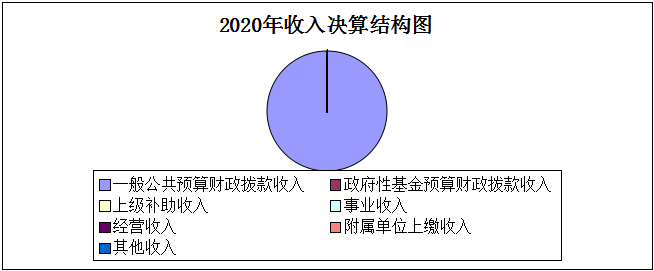 2020年收入决算结构图
一般公共预算财政拨款收入 政府性基金预算财政拨款收入
上级补助收入 事业收入
经营收入 附属单位上缴收入
其他收入